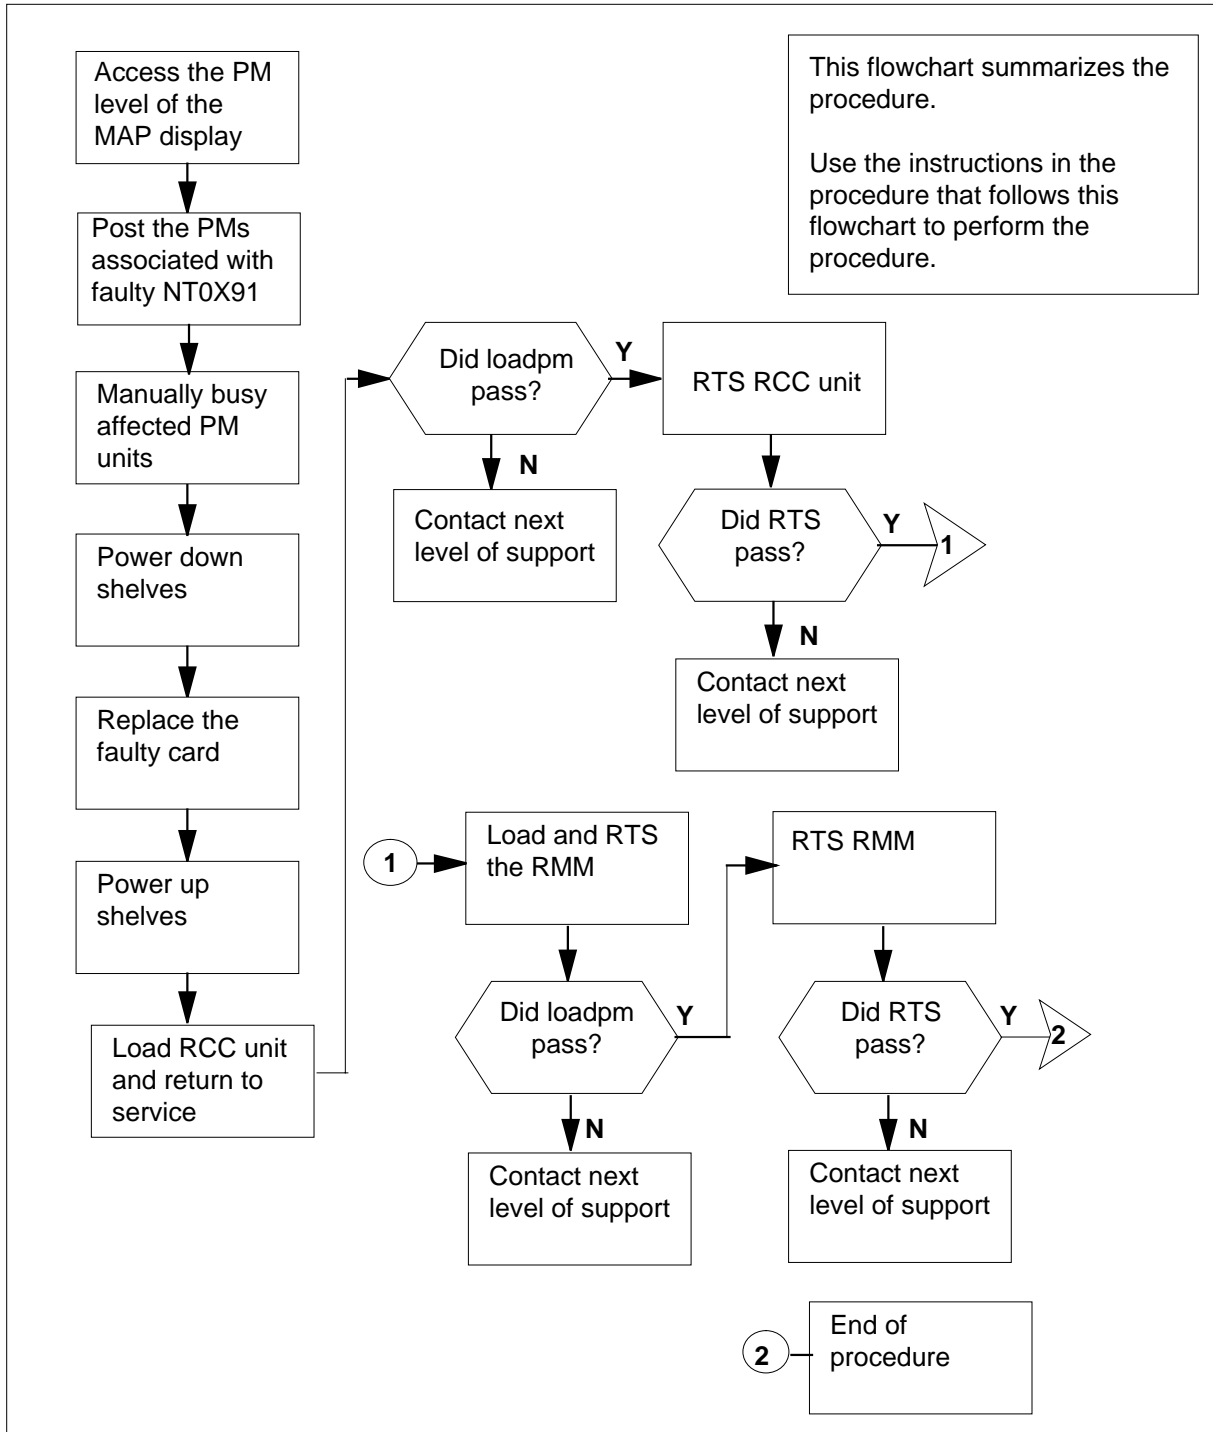 Access the PM
level of the
MAP display
Post the PMs
associated with
faulty NT0X91
Manually busy
affected PM
units
Power down
shelves
Replace the
faulty card
Power up
shelves
Load RCC unit
and return to
service
This flowchart summarizes the
procedure.
Use the instructions in the
procedure that follows this
flowchart to perform the
procedure.
Did loadpm
pass?
Y
N
Contact next
level of support
RTS RCC unit
Did RTS
pass?
Y
1
N
Contact next
level of support
1
Load and RTS
the RMM
Did loadpm
pass?
Y
N
Contact next
level of support
RTS RMM
Did RTS
pass?
Y
2
N
Contact next
level of support
2
End of
procedure